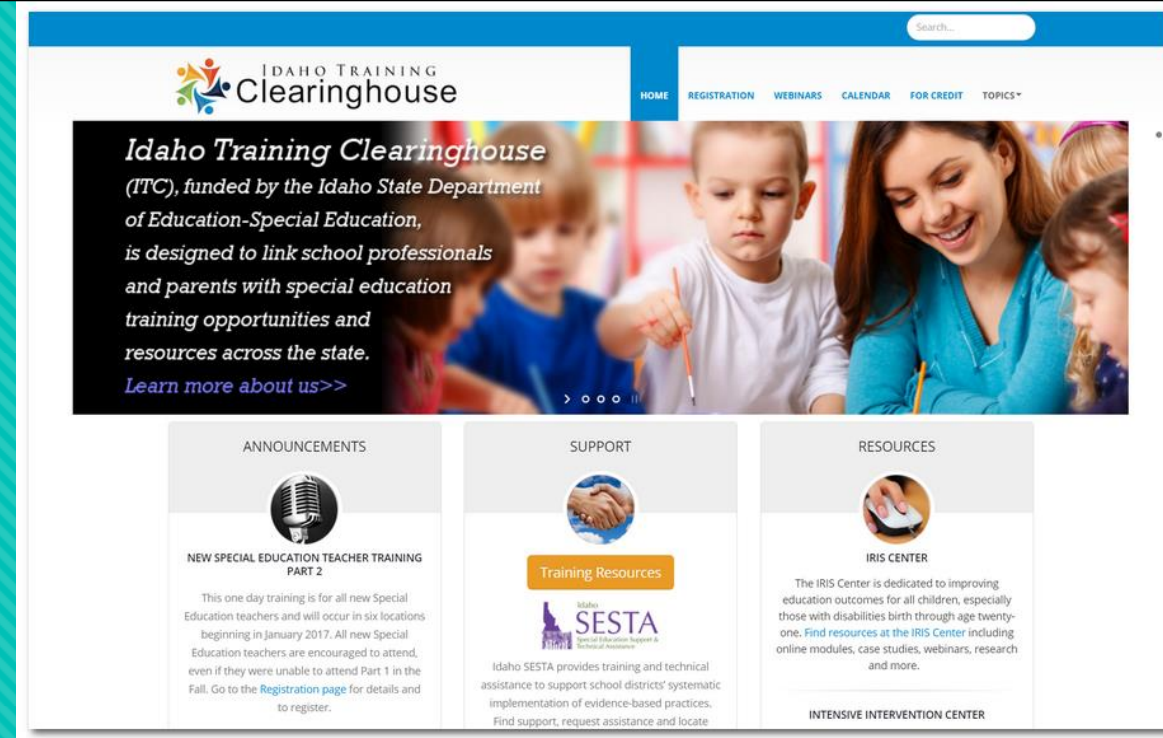 Search...
IDAHO TRAINING
Clearinghouse
HOME REGISTRATION WEBINARS CALENDAR FOR CREDIT TOPICS
Idaho Training Clearinghouse
(ITC), funded by the Idaho State Department
of Education-Special Education,
is designed to link school professionals
and parents with special education
training opportunities and
resources across the state.
Learn more about us>>
ANNOUNCEMENTS
NEW SPECIAL EDUCATION TEACHER TRAINING
PART 2
This one day training is for all new Special
Education teachers and will occur in six locations
beginning in January 2017. All new Special
Education teachers are encouraged to attend,
even if they were unable to attend Part 1 in the
Fall. Go to the Registration page for details and
to register.
SUPPORT
Training Resources
Idaho
SESTA
Special Education Support &
Technical Assistance
Idaho SESTA provides training and technical
assistance to support school districts' systematic
implementation of evidence-based practices.
Find support, request assistance and locate
RESOURCES
IRIS CENTER
The IRIS Center is dedicated to improving
education outcomes for all children, especially
those with disabilities birth through age twenty-
one. Find resources at the IRIS Center including
online modules, case studies, webinars, research
and more.
INTENSIVE INTERVENTION CENTER